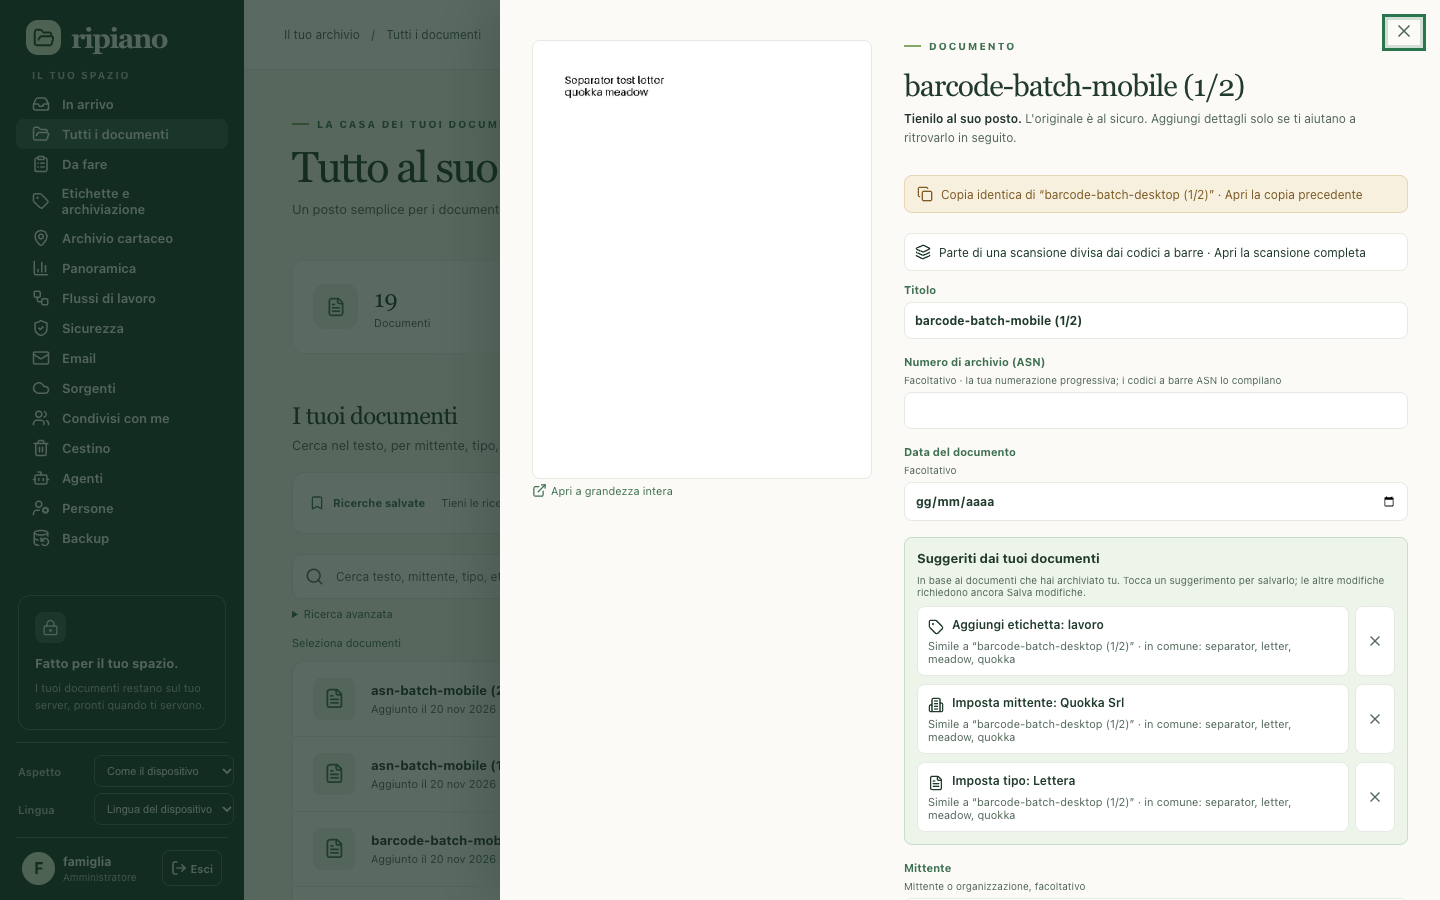 ripiano
IL TUO SPAZIO
In arrivo
Tutti i documenti
Da fare
Etichette e
archiviazione
Archivio cartaceo
Panoramica
Flussi di lavoro
Sicurezza
Email
Sorgenti
Condivisi con me
Cestino
Agenti
Persone
Backup
Fatto per il tuo spazio.
I tuoi documenti restano sul tuo
server, pronti quando ti servono.
Aspetto
Come il dispositivo
Lingua
Lingua del dispositivo
F
famiglia
Amministratore
Esci
Il tuo archivio / Tutti i documenti
LA CASA DEI TUOI DOCUM
Tutto al suo
Un posto semplice per i document
19
Documenti
I tuoi documenti
Cerca nel testo, per mittente, tipo,
Ricerche salvate
Tieni le rice
Cerca testo, mittente, tipo, et
Ricerca avanzata
Seleziona documenti
asn-batch-mobile (2
Aggiunto il 20 nov 2026
asn-batch-mobile (1
Aggiunto il 20 nov 2026
barcode-batch-mob
Aggiunto il 20 nov 2026
Separator test letter
quokka meadow
Apri a grandezza intera
DOCUMENTO
barcode-batch-mobile (1/2)
Tienilo al suo posto. L'originale è al sicuro. Aggiungi dettagli solo se ti aiutano a
ritrovarlo in seguito.
Copia identica di “barcode-batch-desktop (1/2)” · Apri la copia precedente
Parte di una scansione divisa dai codici a barre · Apri la scansione completa
Titolo
barcode-batch-mobile (1/2)
Numero di archivio (ASN)
Facoltativo · la tua numerazione progressiva; i codici a barre ASN lo compilano
Data del documento
Facoltativo
gg/mm/aaaa
Suggeriti dai tuoi documenti
In base ai documenti che hai archiviato tu. Tocca un suggerimento per salvarlo; le altre modifiche
richiedono ancora Salva modifiche.
Aggiungi etichetta: lavoro
Simile a “barcode-batch-desktop (1/2)” · in comune: separator, letter,
meadow, quokka
Imposta mittente: Quokka Srl
Simile a “barcode-batch-desktop (1/2)” · in comune: separator, letter,
meadow, quokka
Imposta tipo: Lettera
Simile a “barcode-batch-desktop (1/2)” · in comune: separator, letter,
meadow, quokka
Mittente
Mittente o organizzazione, facoltativo